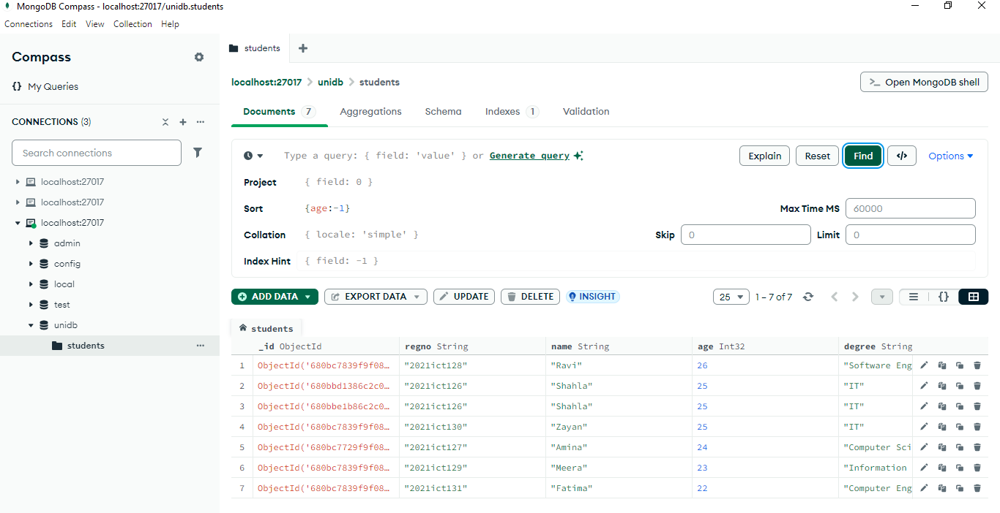 MongoDB Compass - localhost:27017/unidb.students
Connections Edit View Collection Help
Compass
My Queries
CONNECTIONS (3)
Search connections
localhost:27017
localhost:27017
localhost:27017
admin
config
local
test
unidb
students
students
localhost:27017 > unidb > students
>_ Open MongoDB shell
Documents 7 Aggregations Schema Indexes 1 Validation
Type a query: { field: 'value' } or Generate query
Explain Reset Find </> Options
Project { field: 0 }
Sort {age:-1}
Max Time MS 60000
Collation { locale: 'simple' }
Skip 0 Limit 0
Index Hint { field: -1 }
ADD DATA EXPORT DATA UPDATE DELETE INSIGHT
25 1 – 7 of 7 {}
students
_id ObjectId regno String name String age Int32 degree String
1 ObjectId('680bc7839f9f08… "2021ict128" "Ravi" 26 "Software Eng
2 ObjectId('680bbd1386c2c0… "2021ict126" "Shahla" 25 "IT"
3 ObjectId('680bbe1b86c2c0… "2021ict126" "Shahla" 25 "IT"
4 ObjectId('680bc7839f9f08… "2021ict130" "Zayan" 25 "IT"
5 ObjectId('680bc7729f9f08… "2021ict127" "Amina" 24 "Computer Sci
6 ObjectId('680bc7839f9f08… "2021ict129" "Meera" 23 "Information
7 ObjectId('680bc7839f9f08… "2021ict131" "Fatima" 22 "Computer Eng